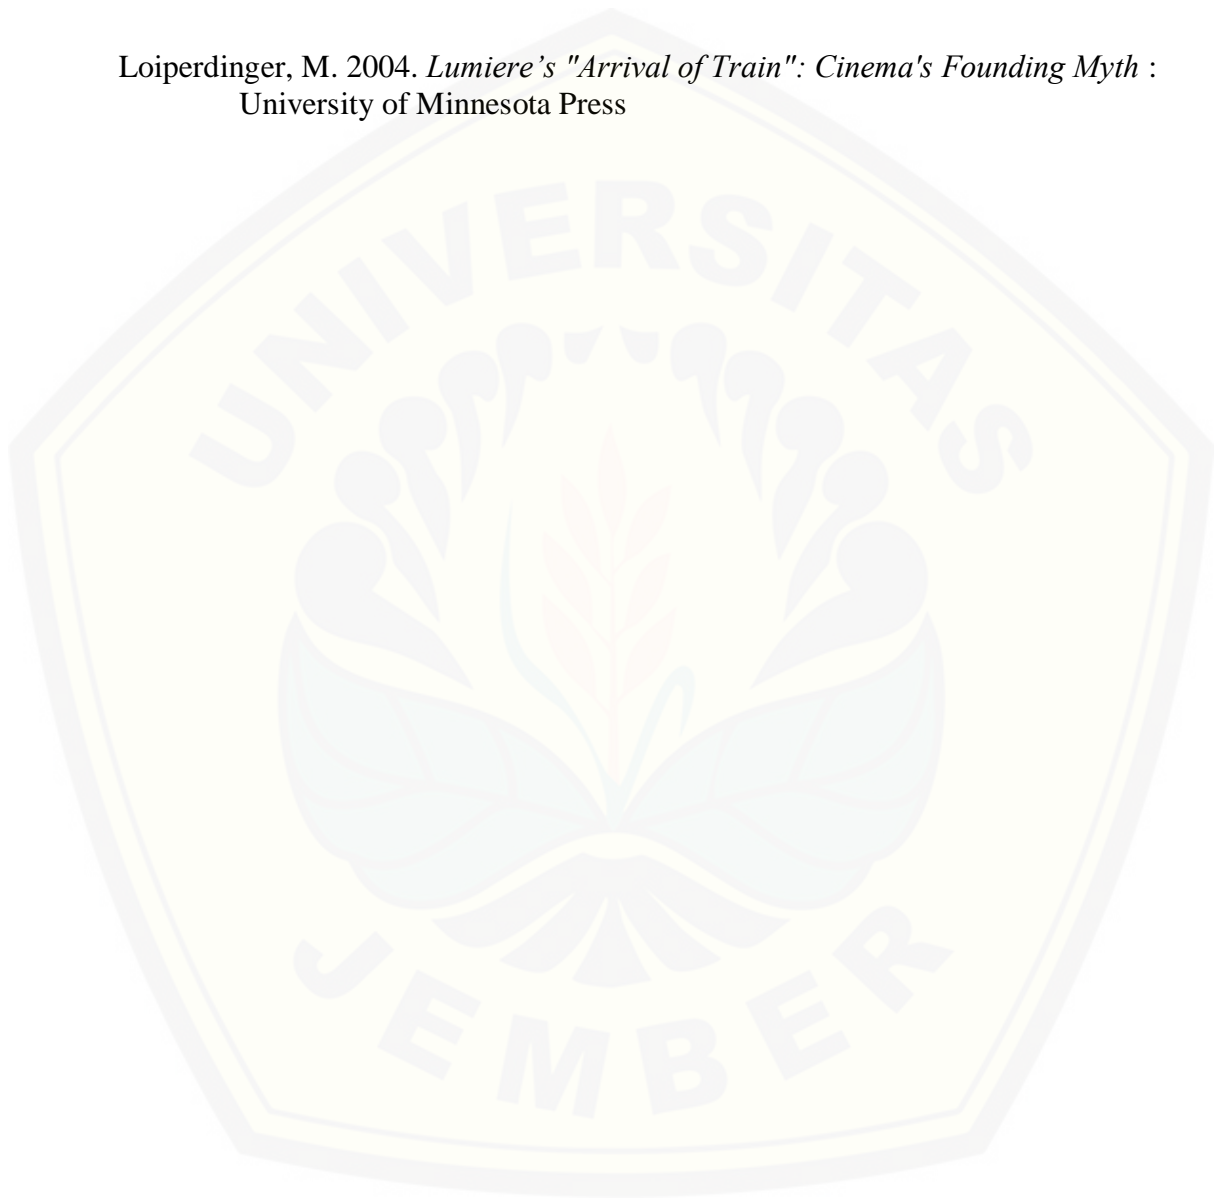 Loiperdinger, M. 2004. Lumiere’s "Arrival of Train": Cinema's Founding Myth :
University of Minnesota Press
UNIVERSITAS
JEMBER